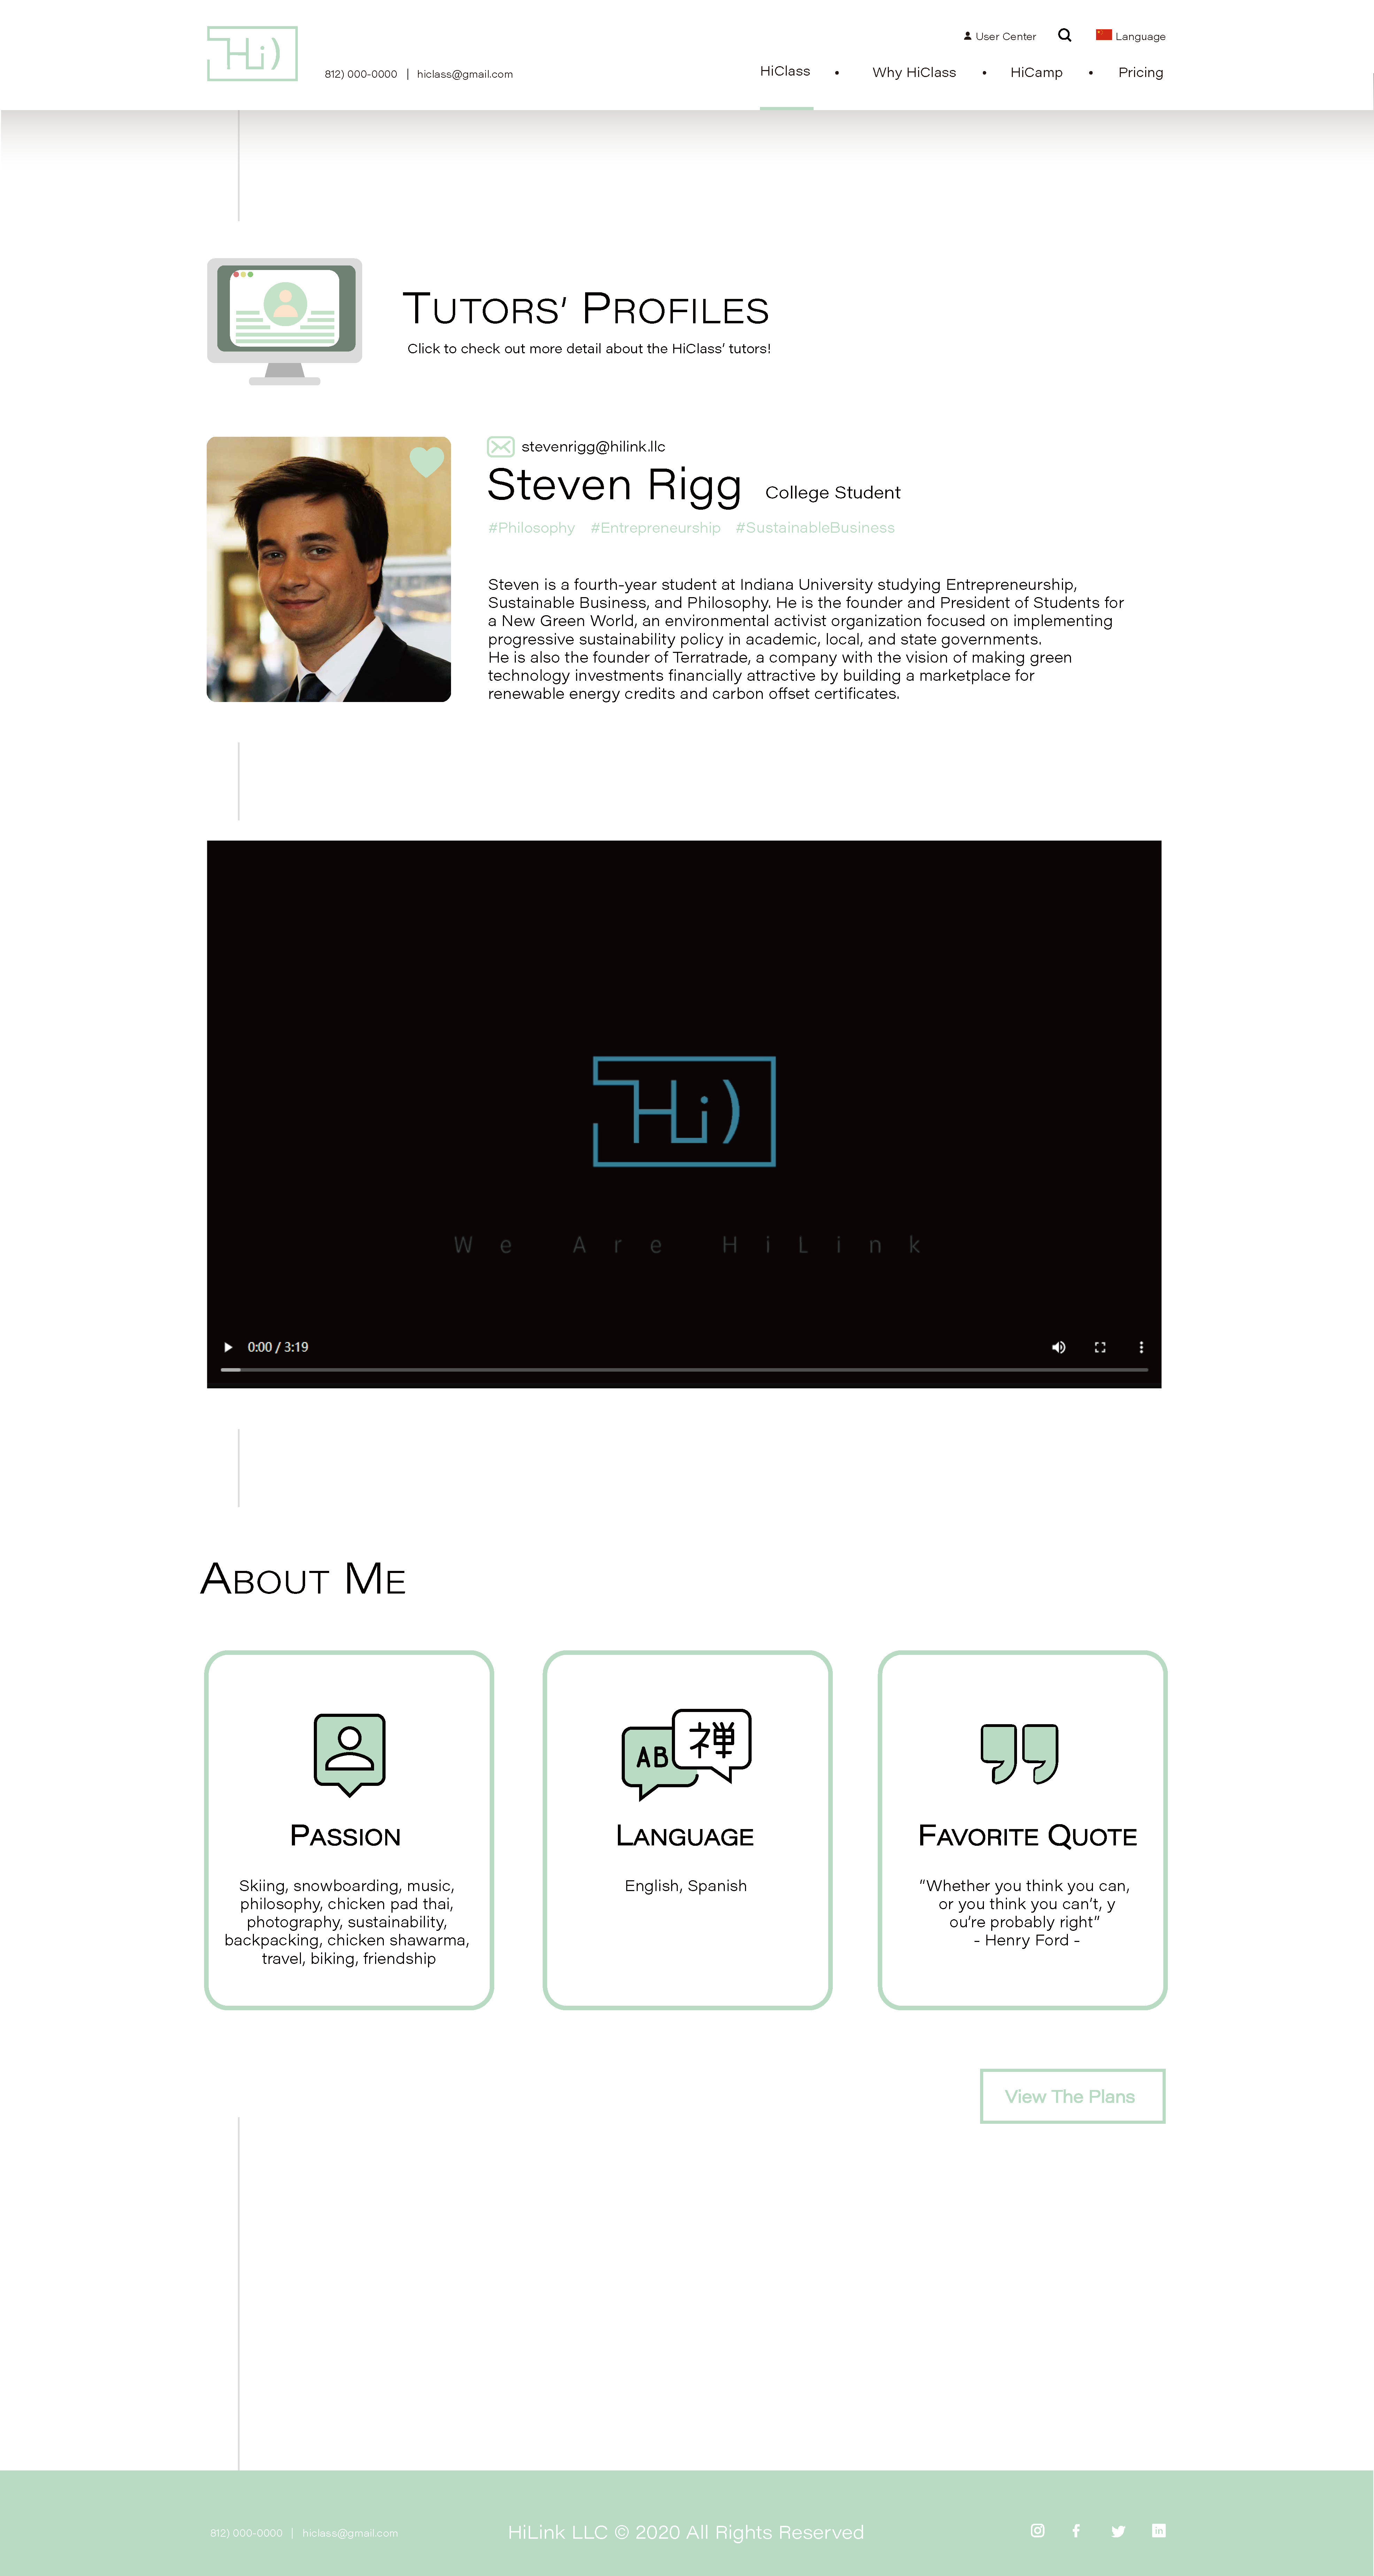 Hi)
User Center
Language
812) 000-0000 | hiclass@gmail.com
HiClass • Why HiClass • HiCamp • Pricing
TUTORS' PROFILES
Click to check out more detail about the HiClass' tutors!
stevenrigg@hilink.llc
Steven Rigg College Student
#Philosophy #Entrepreneurship #SustainableBusiness
Steven is a fourth-year student at Indiana University studying Entrepreneurship,
Sustainable Business, and Philosophy. He is the founder and President of Students for
a New Green World, an environmental activist organization focused on implementing
progressive sustainability policy in academic, local, and state governments.
He is also the founder of Terratrade, a company with the vision of making green
technology investments financially attractive by building a marketplace for
renewable energy credits and carbon offset certificates.
Hi)
We Are HiLink
0:00 / 3:19
ABOUT ME
AB 禅
PASSION
Skiing, snowboarding, music,
philosophy, chicken pad thai,
photography, sustainability,
backpacking, chicken shawarma,
travel, biking, friendship
LANGUAGE
English, Spanish
FAVORITE QUOTE
"Whether you think you can,
or you think you can't, y
ou're probably right"
- Henry Ford -
View The Plans
812) 000-0000 | hiclass@gmail.com
HiLink LLC © 2020 All Rights Reserved
in